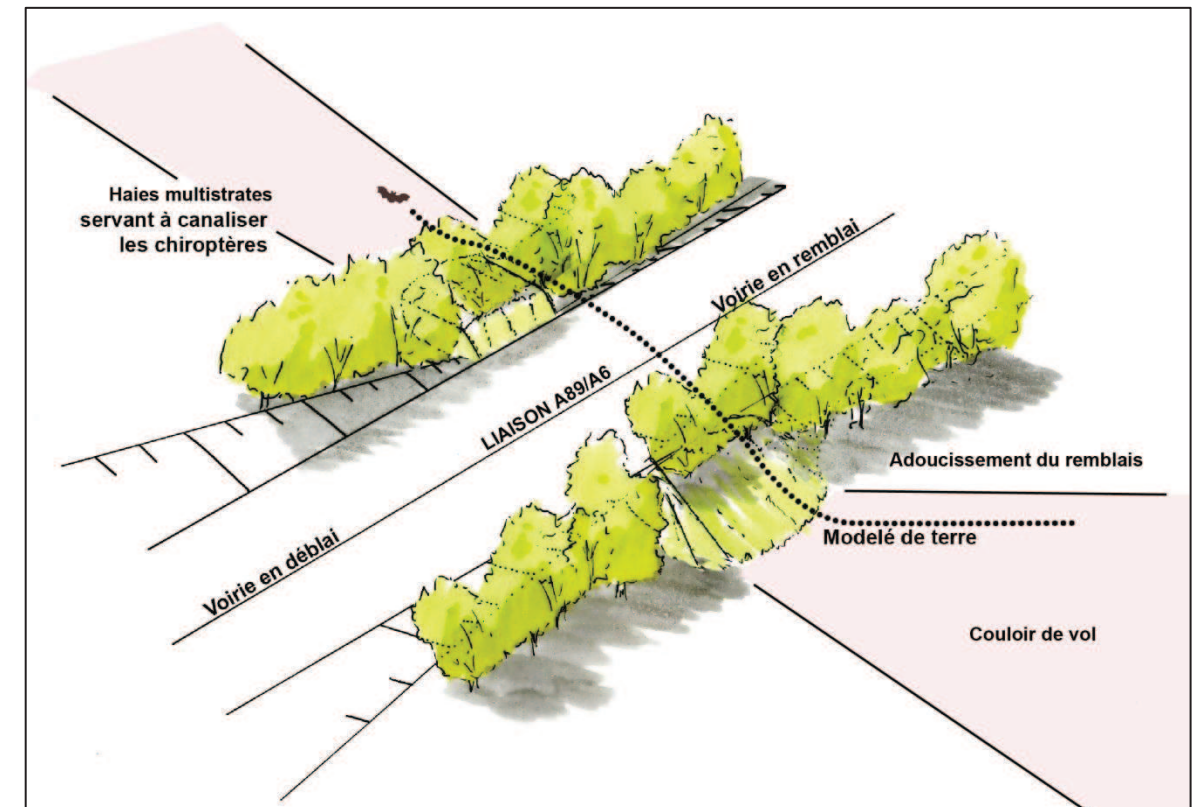 Haies multistrates
servant à canaliser
les chiroptères
Voirie en remblai
LIAISON A89/A6
Voirie en déblai
Adoucissement du remblais
Modelé de terre
Couloir de vol